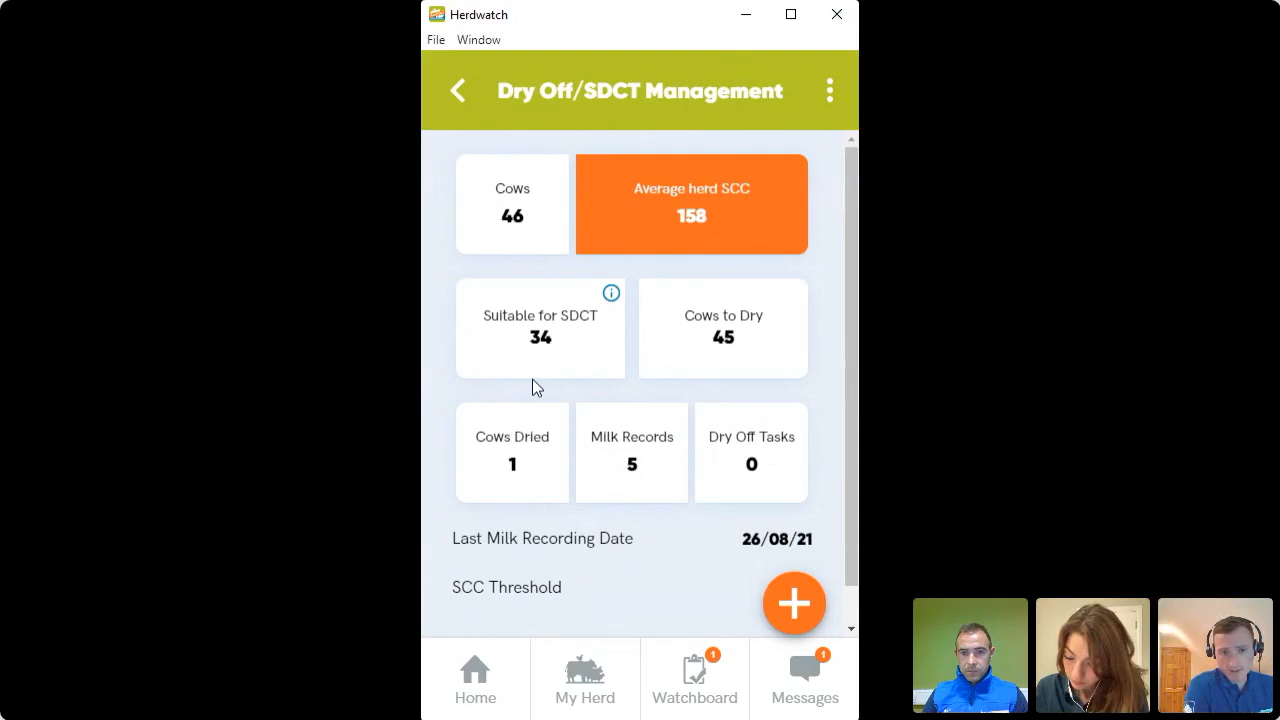 Herdwatch
File Window
Dry Off/SDCT Management
Cows
46
Average herd SCC
158
Suitable for SDCT
34
Cows to Dry
45
Cows Dried
1
Milk Records
5
Dry Off Tasks
0
Last Milk Recording Date 26/08/21
SCC Threshold
1
1
Home
My Herd
Watchboard
Messages